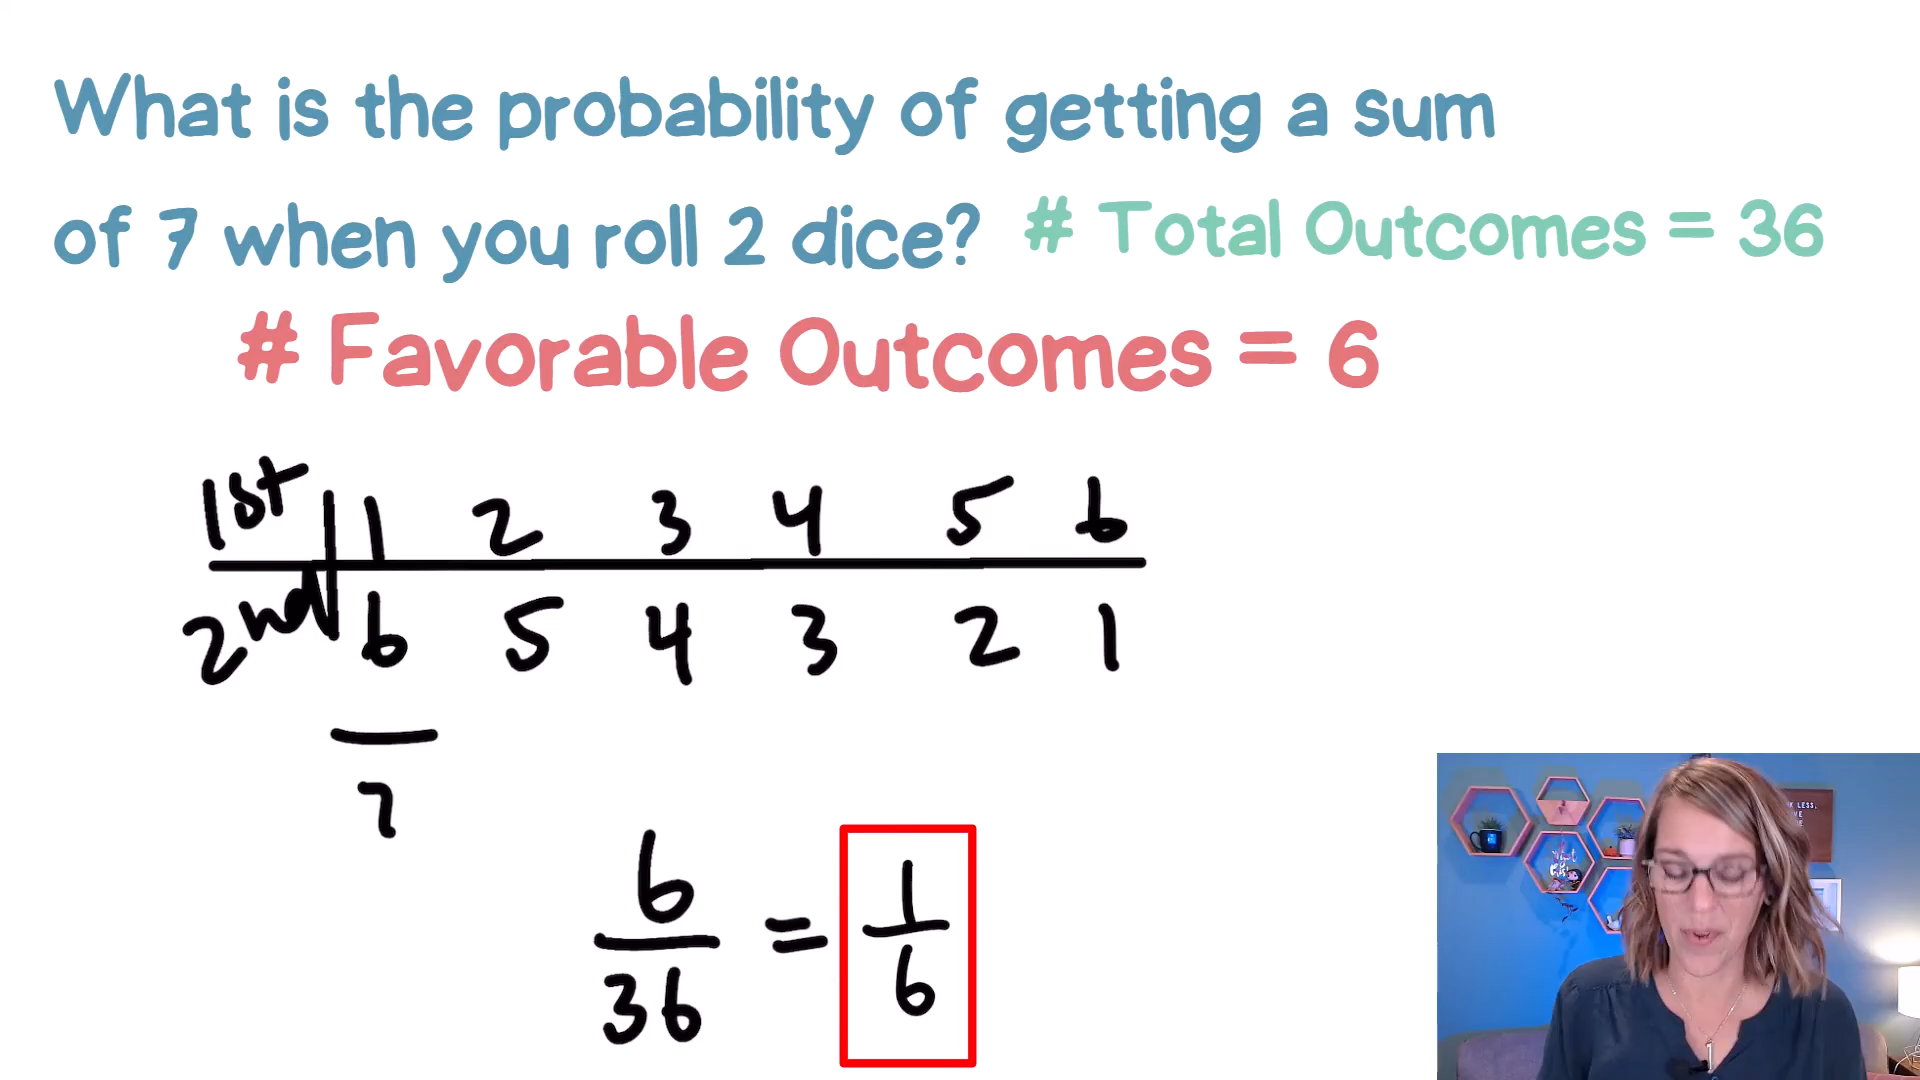 What is the probability of getting a sum
of 7 when you roll 2 dice? # Total Outcomes = 36
# Favorable Outcomes = 6
1st 1 2 3 4 5 6
2nd 6 5 4 3 2 1
7
6/36 = 1/6